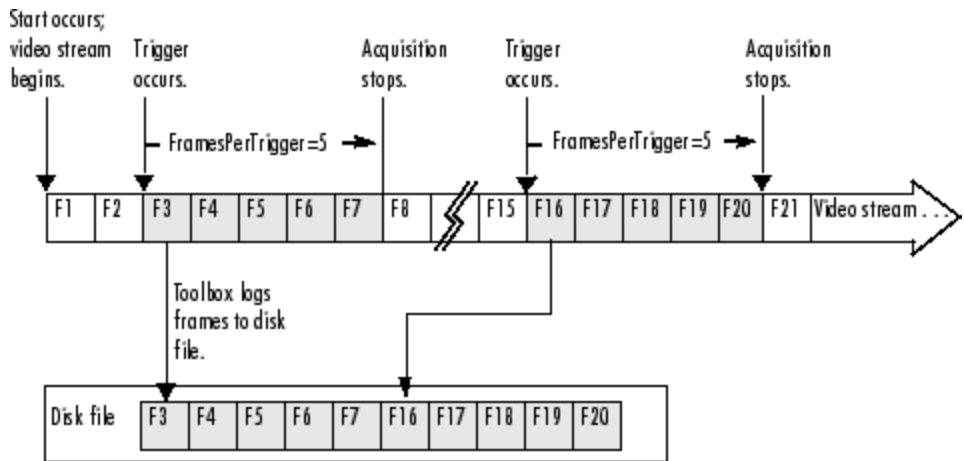 Start occurs;
video stream
begins.
Trigger
occurs.
Acquisition
stops.
Trigger
occurs.
Acquisition
stops.
FramesPerTrigger=5
FramesPerTrigger=5
F1 F2 F3 F4 F5 F6 F7 F8 F15 F16 F17 F18 F19 F20 F21 Video stream . . .
Toolbox logs
frames to disk
file.
Disk file F3 F4 F5 F6 F7 F16 F17 F18 F19 F20